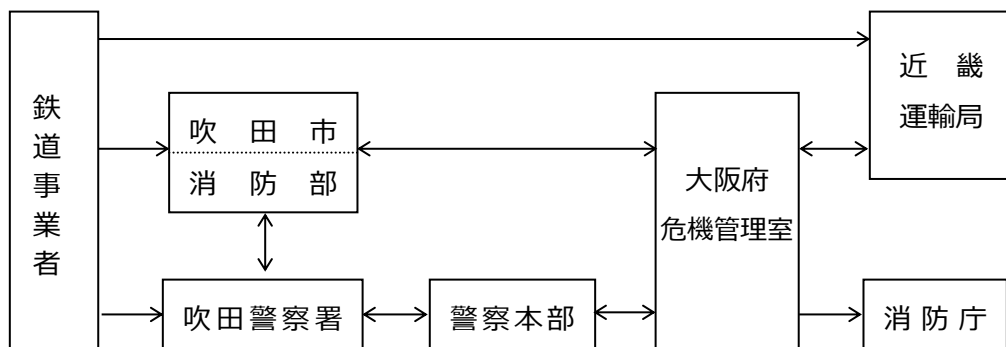 鉄道事業者
吹田市
消防部
吹田警察署
警察本部
大阪府
危機管理室
近畿
運輸局
消防庁